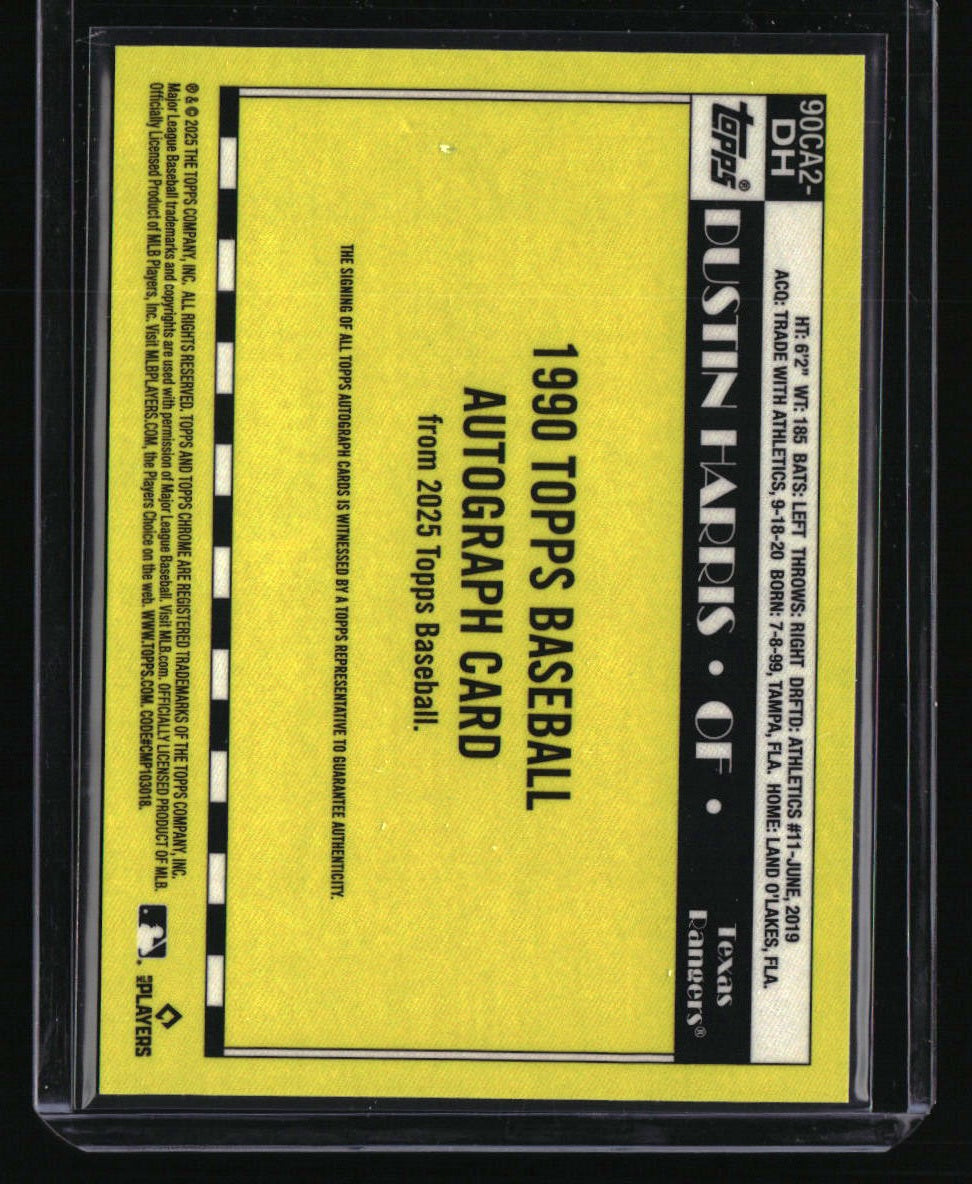 90CA2-
DH
HT: 6'2" WT: 185 BATS: LEFT THROWS: RIGHT DRFTD: ATHLETICS #11-JUNE, 2019
ACQ: TRADE WITH ATHLETICS, 9-18-20 BORN: 7-8-99, TAMPA, FLA. HOME: LAND O'LAKES, FLA.
topps®
DUSTIN HARRIS • OF •
Texas
Rangers®
1990 TOPPS BASEBALL
AUTOGRAPH CARD
from 2025 Topps Baseball.
THE SIGNING OF ALL TOPPS AUTOGRAPH CARDS IS WITNESSED BY A TOPPS REPRESENTATIVE TO GUARANTEE AUTHENTICITY.
® & © 2025 THE TOPPS COMPANY, INC. ALL RIGHTS RESERVED. TOPPS AND TOPPS CHROME ARE REGISTERED TRADEMARKS OF THE TOPPS COMPANY, INC.
Major League Baseball trademarks and copyrights are used with permission of Major League Baseball. Visit MLB.com. OFFICIALLY LICENSED PRODUCT OF MLB.
Officially Licensed Product of MLB Players, Inc. Visit MLBPLAYERS.COM, the Players Choice on the web. WWW.TOPPS.COM. CODE#CMP103018.
MLB PLAYERS